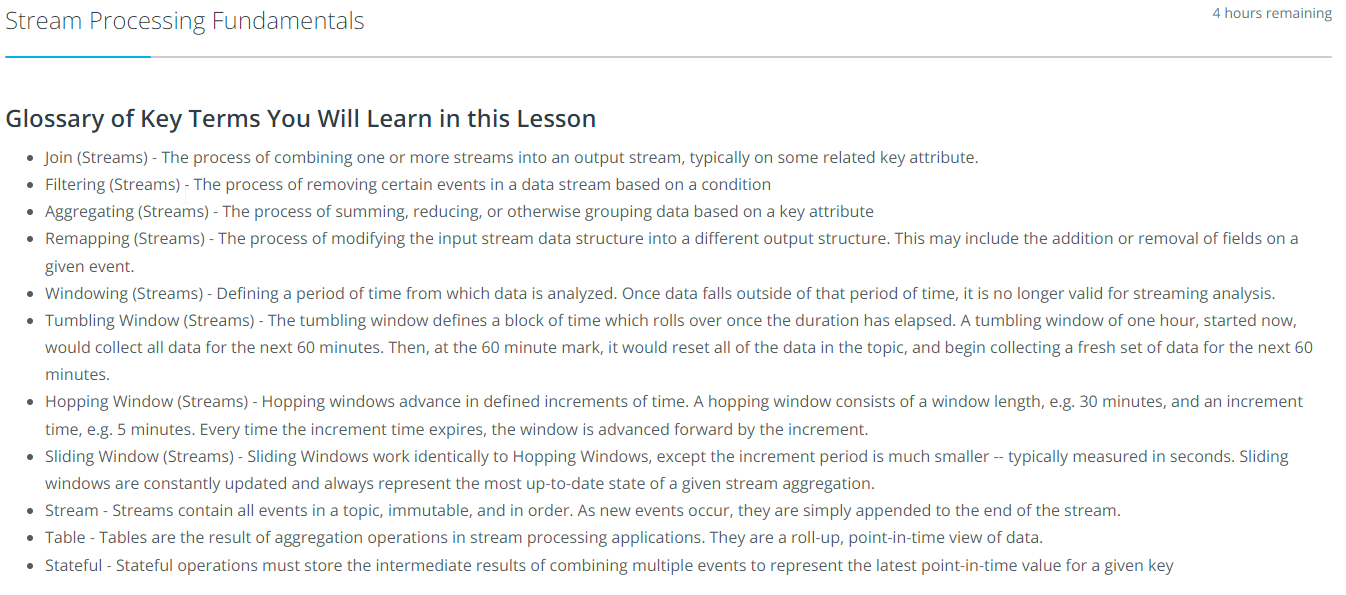 Stream Processing Fundamentals
4 hours remaining
Glossary of Key Terms You Will Learn in this Lesson
• Join (Streams) - The process of combining one or more streams into an output stream, typically on some related key attribute.
• Filtering (Streams) - The process of removing certain events in a data stream based on a condition
• Aggregating (Streams) - The process of summing, reducing, or otherwise grouping data based on a key attribute
• Remapping (Streams) - The process of modifying the input stream data structure into a different output structure. This may include the addition or removal of fields on a
given event.
• Windowing (Streams) - Defining a period of time from which data is analyzed. Once data falls outside of that period of time, it is no longer valid for streaming analysis.
• Tumbling Window (Streams) - The tumbling window defines a block of time which rolls over once the duration has elapsed. A tumbling window of one hour, started now,
would collect all data for the next 60 minutes. Then, at the 60 minute mark, it would reset all of the data in the topic, and begin collecting a fresh set of data for the next 60
minutes.
• Hopping Window (Streams) - Hopping windows advance in defined increments of time. A hopping window consists of a window length, e.g. 30 minutes, and an increment
time, e.g. 5 minutes. Every time the increment time expires, the window is advanced forward by the increment.
• Sliding Window (Streams) - Sliding Windows work identically to Hopping Windows, except the increment period is much smaller -- typically measured in seconds. Sliding
windows are constantly updated and always represent the most up-to-date state of a given stream aggregation.
• Stream - Streams contain all events in a topic, immutable, and in order. As new events occur, they are simply appended to the end of the stream.
• Table - Tables are the result of aggregation operations in stream processing applications. They are a roll-up, point-in-time view of data.
• Stateful - Stateful operations must store the intermediate results of combining multiple events to represent the latest point-in-time value for a given key